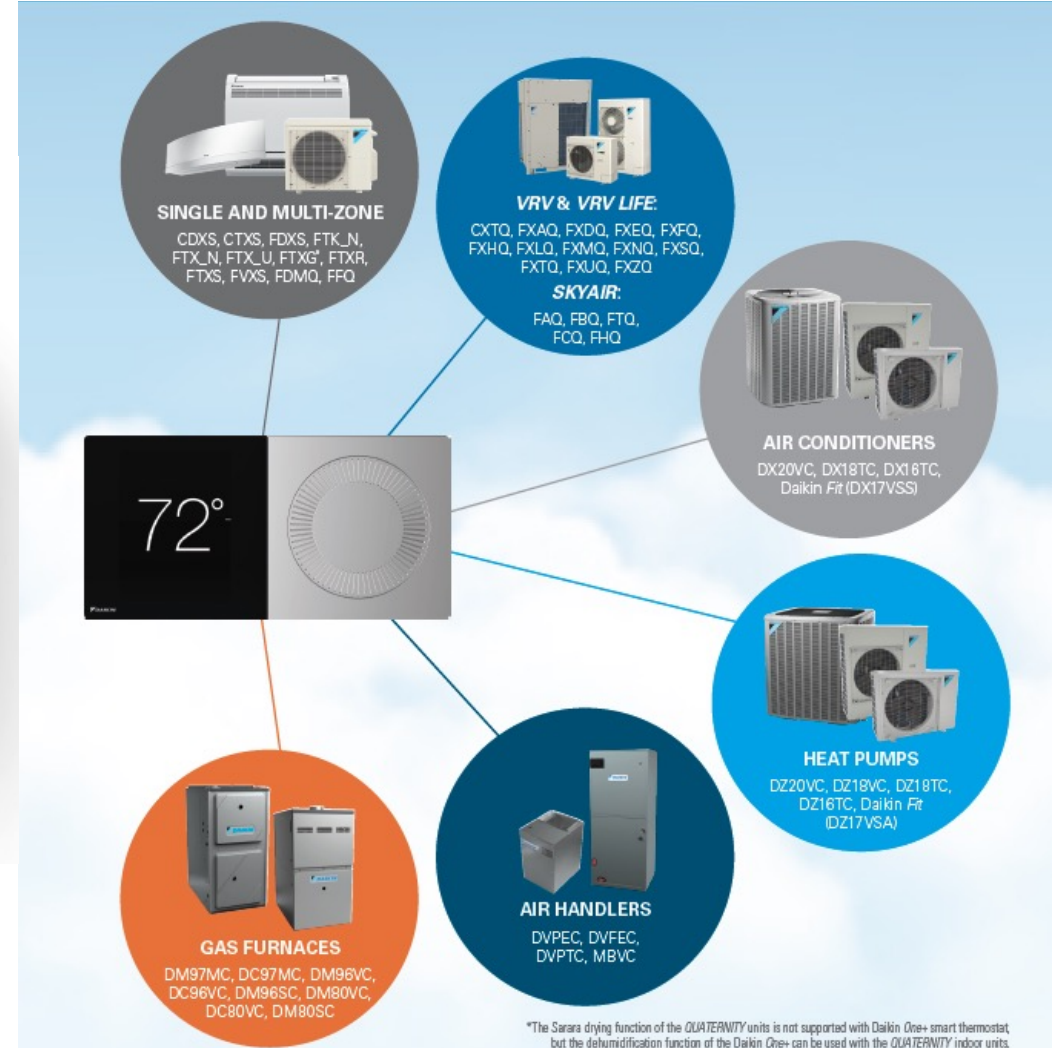 SINGLE AND MULTI-ZONE
CDXS, CTXS, FDXS, FTK_N,
FTX_N, FTX_U, FTXG*, FTXR,
FTXS, FVXS, FDMQ, FFQ
VRV & VRV LIFE:
CXTQ, FXAQ, FXDQ, FXEQ, FXFQ,
FXHQ, FXLQ, FXMQ, FXNQ, FXSQ,
FXTQ, FXUQ, FXZQ
SKYAIR:
FAQ, FBQ, FTQ,
FCQ, FHQ
AIR CONDITIONERS
DX20VC, DX18TC, DX16TC,
Daikin Fit (DX17VSS)
72°
DAIKIN
HEAT PUMPS
DZ20VC, DZ18VC, DZ18TC,
DZ16TC, Daikin Fit
(DZ17VSA)
AIR HANDLERS
DVPEC, DVFEC,
DVPTC, MBVC
GAS FURNACES
DM97MC, DC97MC, DM96VC,
DC96VC, DM96SC, DM80VC,
DC80VC, DM80SC
*The Sarara drying function of the QUATERNITY units is not supported with Daikin One+ smart thermostat,
but the dehumidification function of the Daikin One+ can be used with the QUATERNITY indoor units.